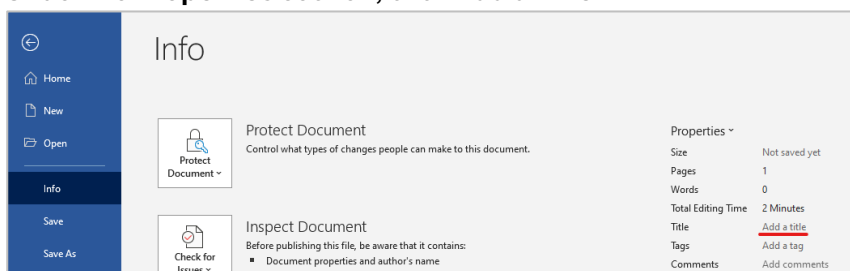 Info
Home
New
Open
Info
Save
Save As
Protect Document
Control what types of changes people can make to this document.
Protect
Document
Inspect Document
Before publishing this file, be aware that it contains:
Document properties and author's name
Check for
Issues
Properties
Size Not saved yet
Pages 1
Words 0
Total Editing Time 2 Minutes
Title Add a title
Tags Add a tag
Comments Add comments